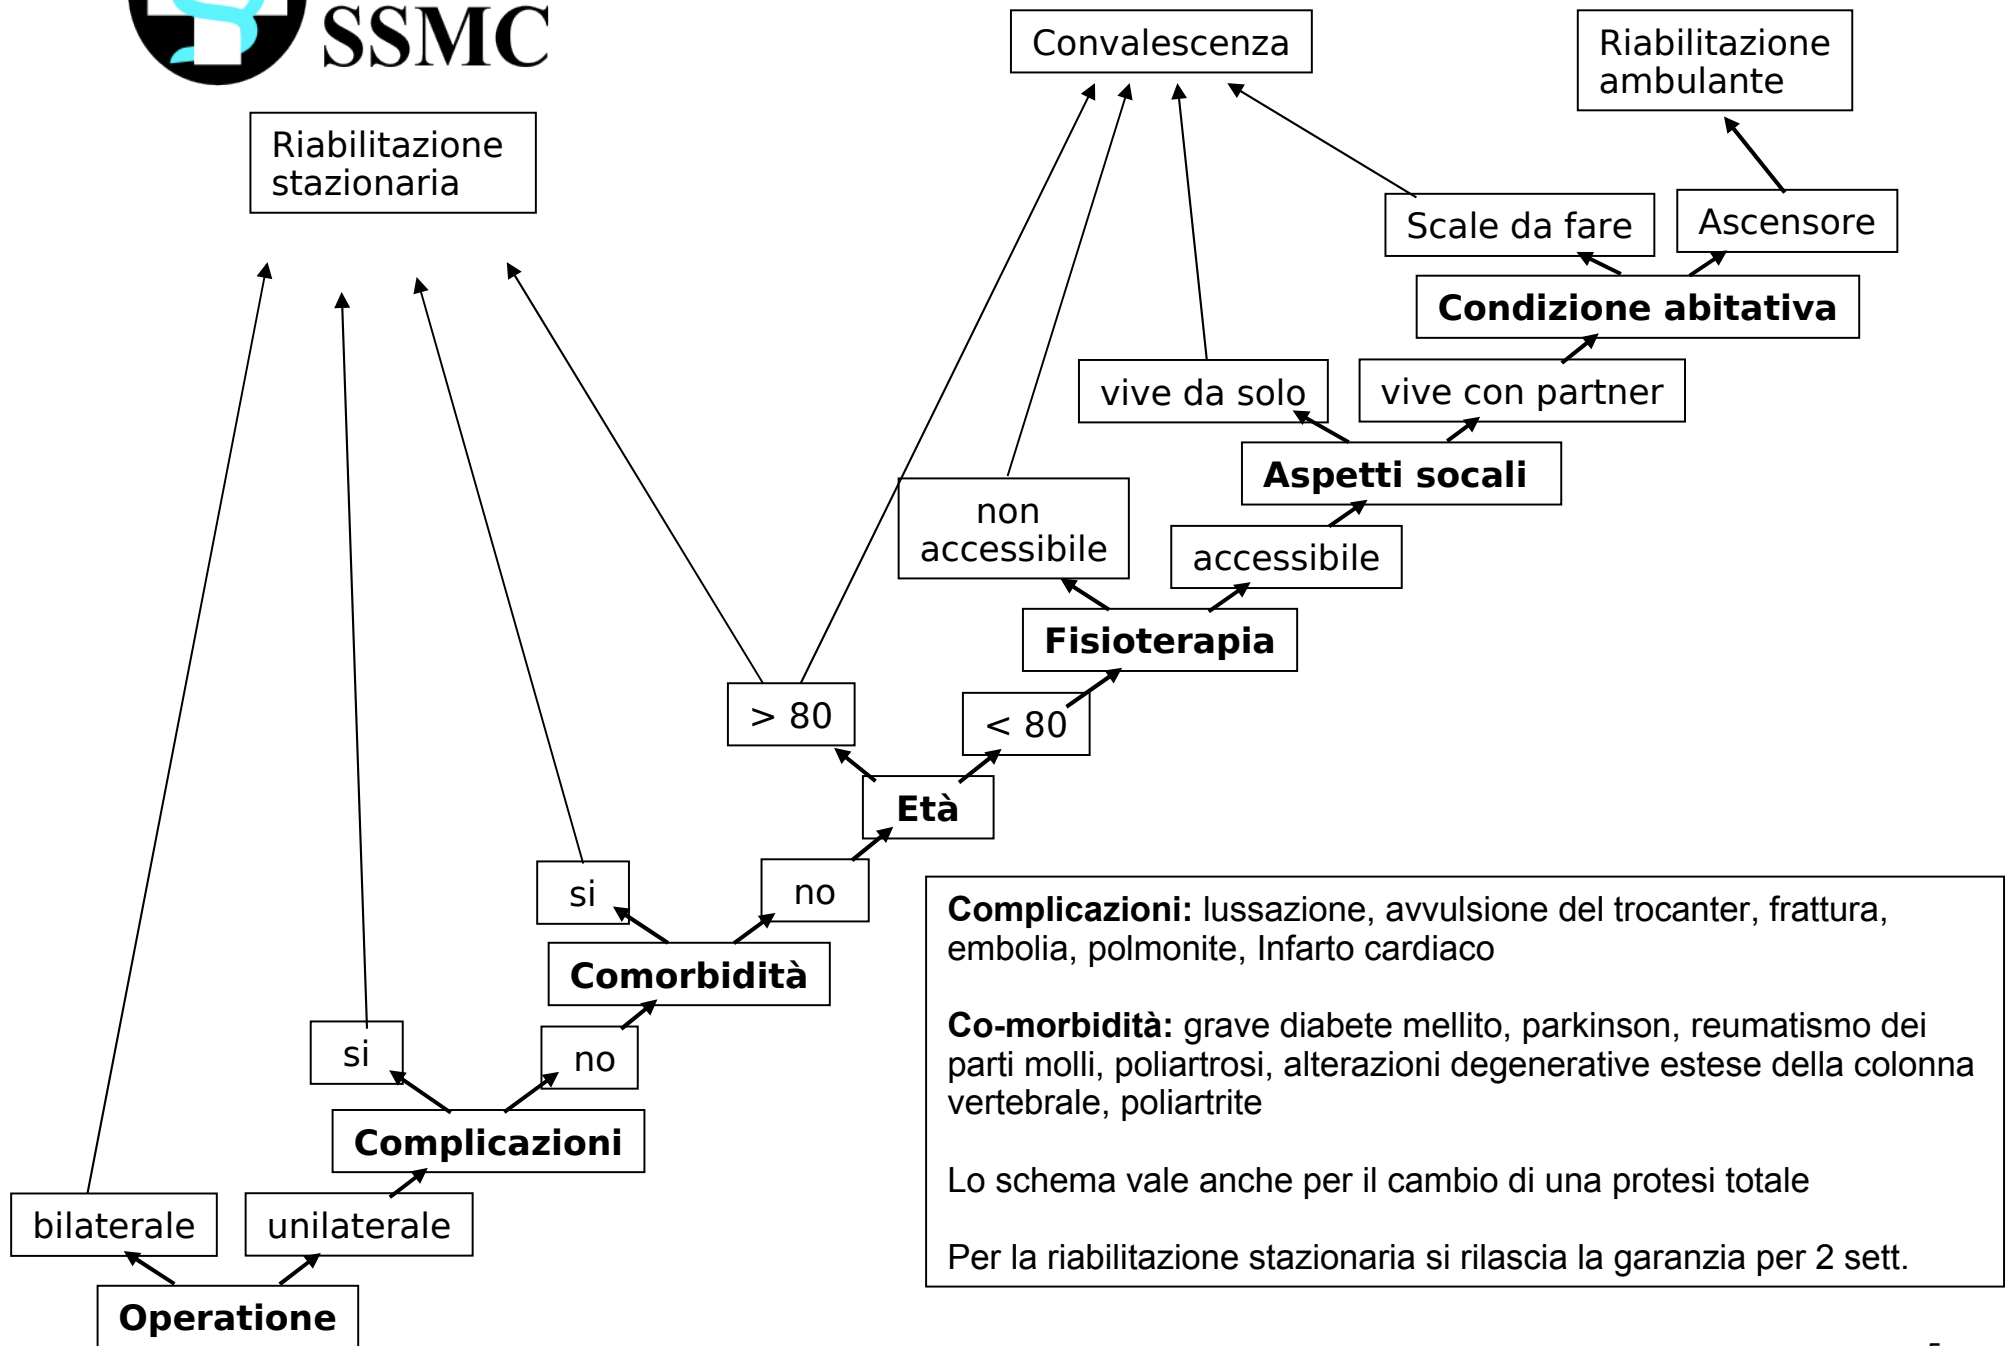 SSMC
Convalescenza
Riabilitazione
ambulante
Riabilitazione
stazionaria
Scale da fare
Ascensore
Condizione abitativa
vive da solo
vive con partner
Aspetti socali
non
accessibile
accessibile
Fisioterapia
> 80
< 80
Età
si
no
Comorbidità
si
no
Complicazioni
bilaterale
unilaterale
Operatione
Complicazioni: lussazione, avvulsione del trocanter, frattura,
embolia, polmonite, Infarto cardiaco
Co-morbidità: grave diabete mellito, parkinson, reumatismo dei
parti molli, poliartrosi, alterazioni degenerative estese della colonna
vertebrale, poliartrite
Lo schema vale anche per il cambio di una protesi totale
Per la riabilitazione stazionaria si rilascia la garanzia per 2 sett.